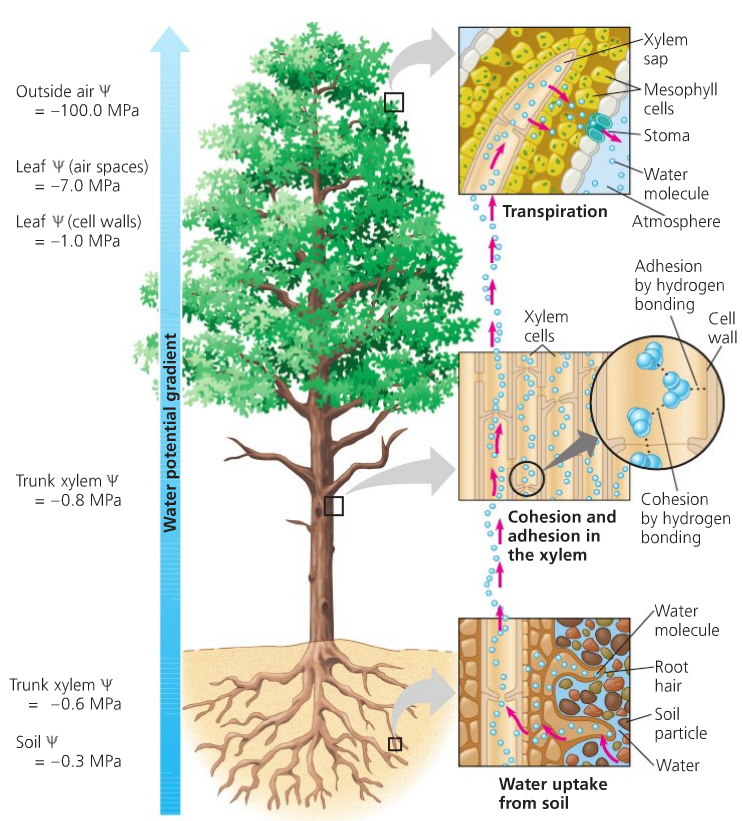 Outside air Ψ
= −100.0 MPa
Leaf Ψ (air spaces)
= −7.0 MPa
Leaf Ψ (cell walls)
= −1.0 MPa
Trunk xylem Ψ
= −0.8 MPa
Trunk xylem Ψ
= −0.6 MPa
Soil Ψ
= −0.3 MPa
Water potential gradient
Xylem
sap
Mesophyll
cells
Stoma
Water
molecule
Atmosphere
Transpiration
Adhesion
by hydrogen
bonding
Cell
wall
Xylem
cells
Cohesion
by hydrogen
bonding
Cohesion and
adhesion in
the xylem
Water
molecule
Root
hair
Soil
particle
Water
Water uptake
from soil